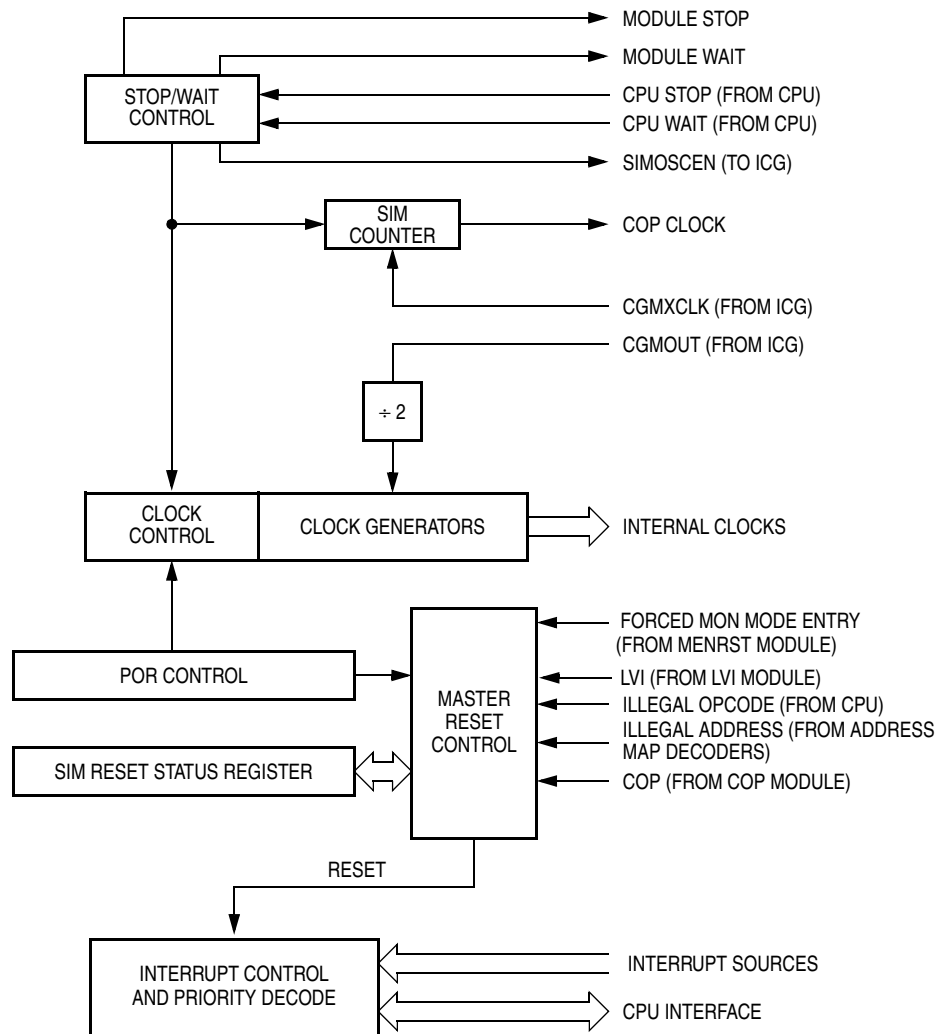 MODULE STOP
MODULE WAIT
STOP/WAIT
CONTROL
CPU STOP (FROM CPU)
CPU WAIT (FROM CPU)
SIMOSCEN (TO ICG)
SIM
COUNTER
COP CLOCK
CGMXCLK (FROM ICG)
CGMOUT (FROM ICG)
÷ 2
CLOCK
CONTROL
CLOCK GENERATORS
INTERNAL CLOCKS
FORCED MON MODE ENTRY
(FROM MENRST MODULE)
POR CONTROL
LVI (FROM LVI MODULE)
MASTER
RESET
CONTROL
ILLEGAL OPCODE (FROM CPU)
ILLEGAL ADDRESS (FROM ADDRESS
MAP DECODERS)
SIM RESET STATUS REGISTER
COP (FROM COP MODULE)
RESET
INTERRUPT CONTROL
AND PRIORITY DECODE
INTERRUPT SOURCES
CPU INTERFACE